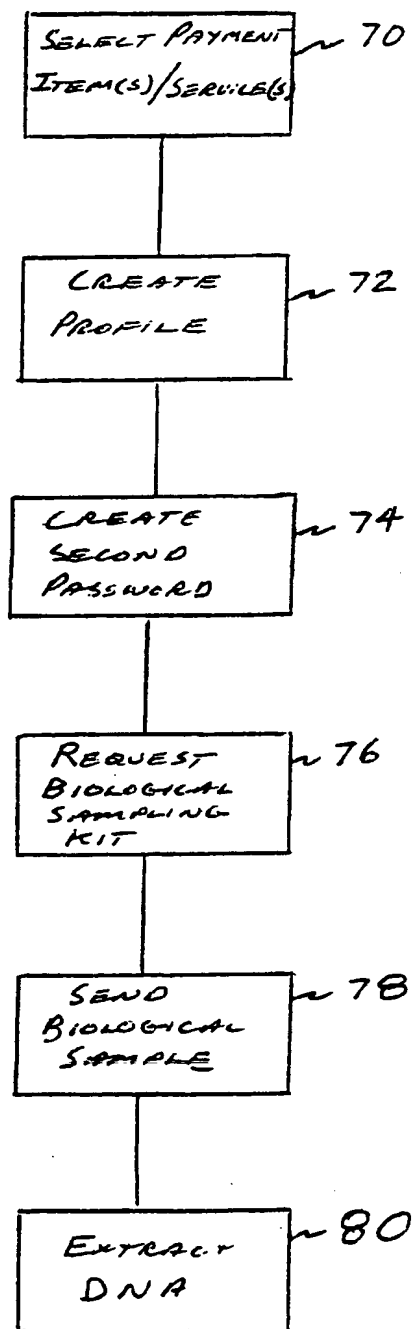 SELECT PAYMENT
ITEM(S)/SERVICE(S)
70
CREATE
PROFILE
72
CREATE
SECOND
PASSWORD
74
REQUEST
BIOLOGICAL
SAMPLING
KIT
76
SEND
BIOLOGICAL
SAMPLE
78
EXTRACT
DNA
80